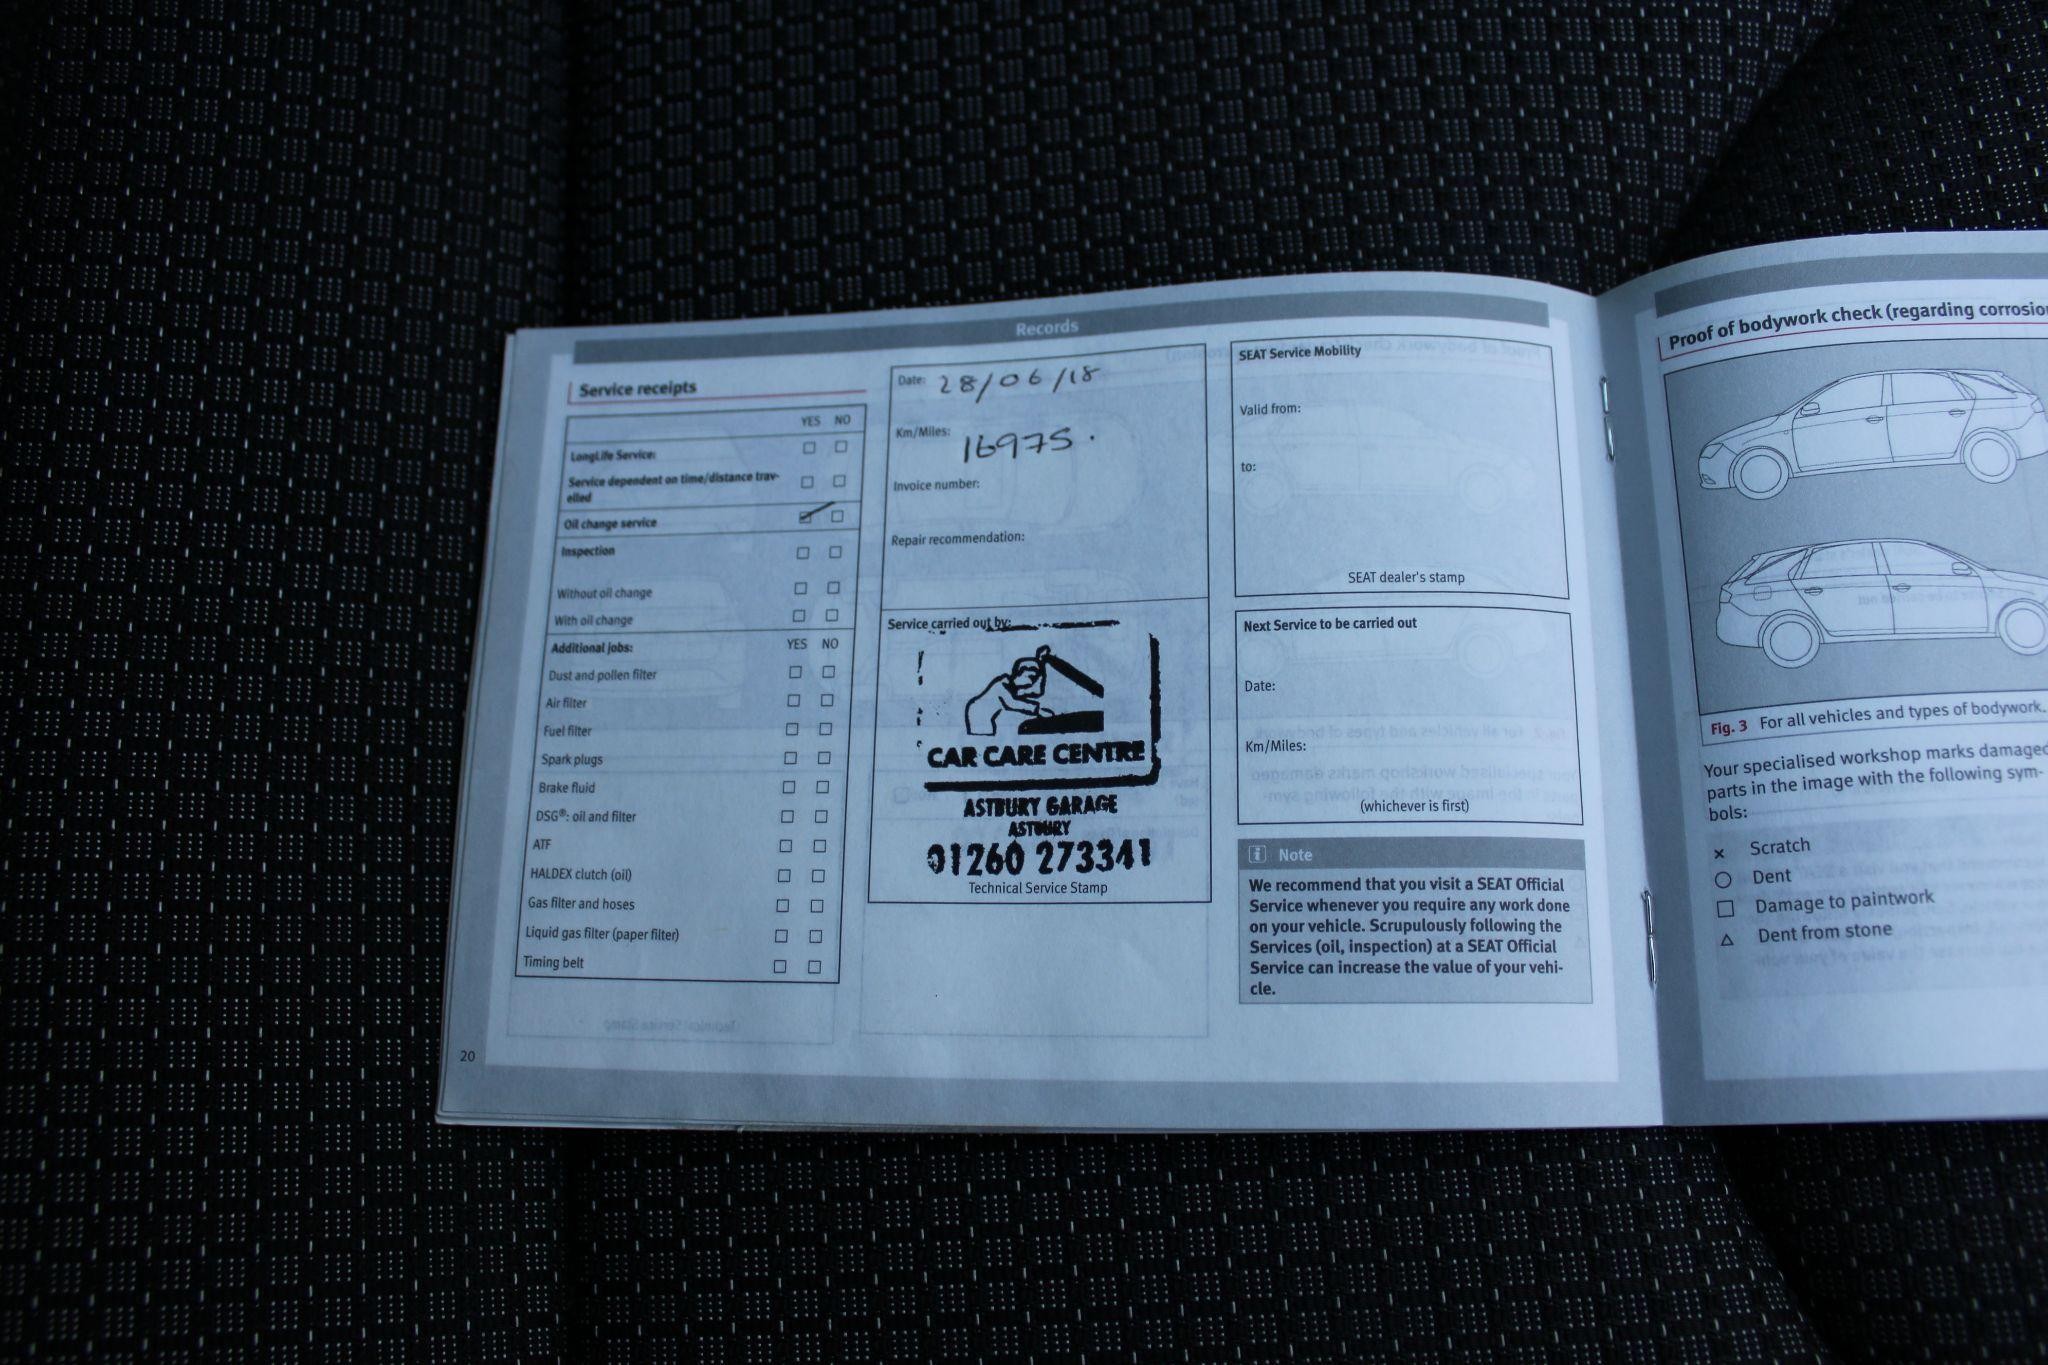 Records
Service receipts
YES NO
LongLife Service:
Service dependent on time/distance trav-
elled
Oil change service
Inspection
Without oil change
With oil change
Additional jobs: YES NO
Dust and pollen filter
Air filter
Fuel filter
Spark plugs
Brake fluid
DSG®: oil and filter
ATF
HALDEX clutch (oil)
Gas filter and hoses
Liquid gas filter (paper filter)
Timing belt
20
Date: 28/06/18
Km/Miles: 16975.
Invoice number:
Repair recommendation:
Service carried out by:
CAR CARE CENTRE
ASTBURY GARAGE
ASTBURY
01260 273341
Technical Service Stamp
SEAT Service Mobility
Valid from:
to:
SEAT dealer's stamp
Next Service to be carried out
Date:
Km/Miles:
(whichever is first)
i Note
We recommend that you visit a SEAT Official
Service whenever you require any work done
on your vehicle. Scrupulously following the
Services (oil, inspection) at a SEAT Official
Service can increase the value of your vehi-
cle.
Proof of bodywork check (regarding corrosion
Fig. 3 For all vehicles and types of bodywork.
Your specialised workshop marks damaged
parts in the image with the following sym-
bols:
Scratch
Dent
Damage to paintwork
Dent from stone